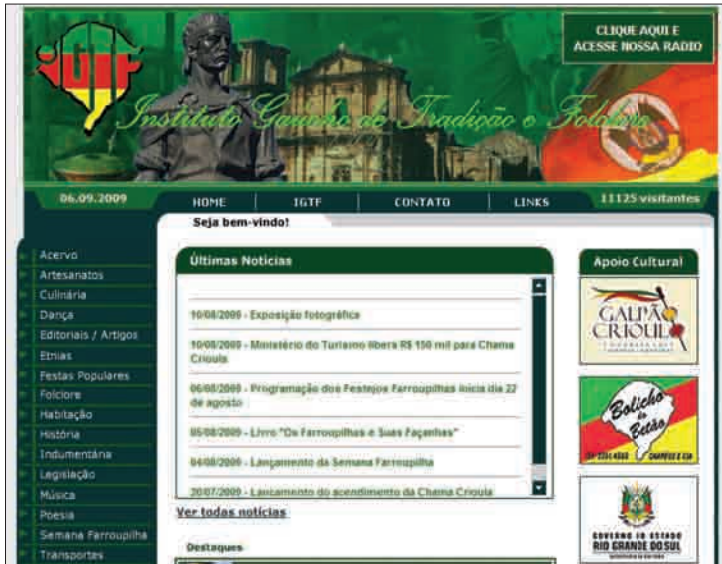 IGTF
CLIQUE AQUI E
ACESSE NOSSA RADIO
Instituto Gaúcho de Tradição e Folclore
06.09.2009
HOME
IGTF
CONTATO
LINKS
11125 visitantes
Seja bem-vindo!
Acervo
Artesanatos
Culinária
Dança
Editoriais / Artigos
Etnias
Festas Populares
Folclore
Habitação
História
Indumentária
Legislação
Música
Poesia
Semana Farroupilha
Transportes
Últimas Notícias
10/08/2009 - Exposição fotográfica
10/08/2009 - Ministério do Turismo libera R$ 150 mil para Chama
Crioula
06/08/2009 - Programação dos Festejos Farroupilhas inicia dia 22
de agosto
05/08/2009 - Livro "Os Farroupilhas e Suas Façanhas"
04/08/2009 - Lançamento da Semana Farroupilha
20/07/2009 - Lançamento do acendimento da Chama Crioula
Ver todas notícias
Destaques
Apoio Cultural
GALPÃO
CRIOULO
Bolicho
do
Betão
GOVERNO DO ESTADO
RIO GRANDE DO SUL